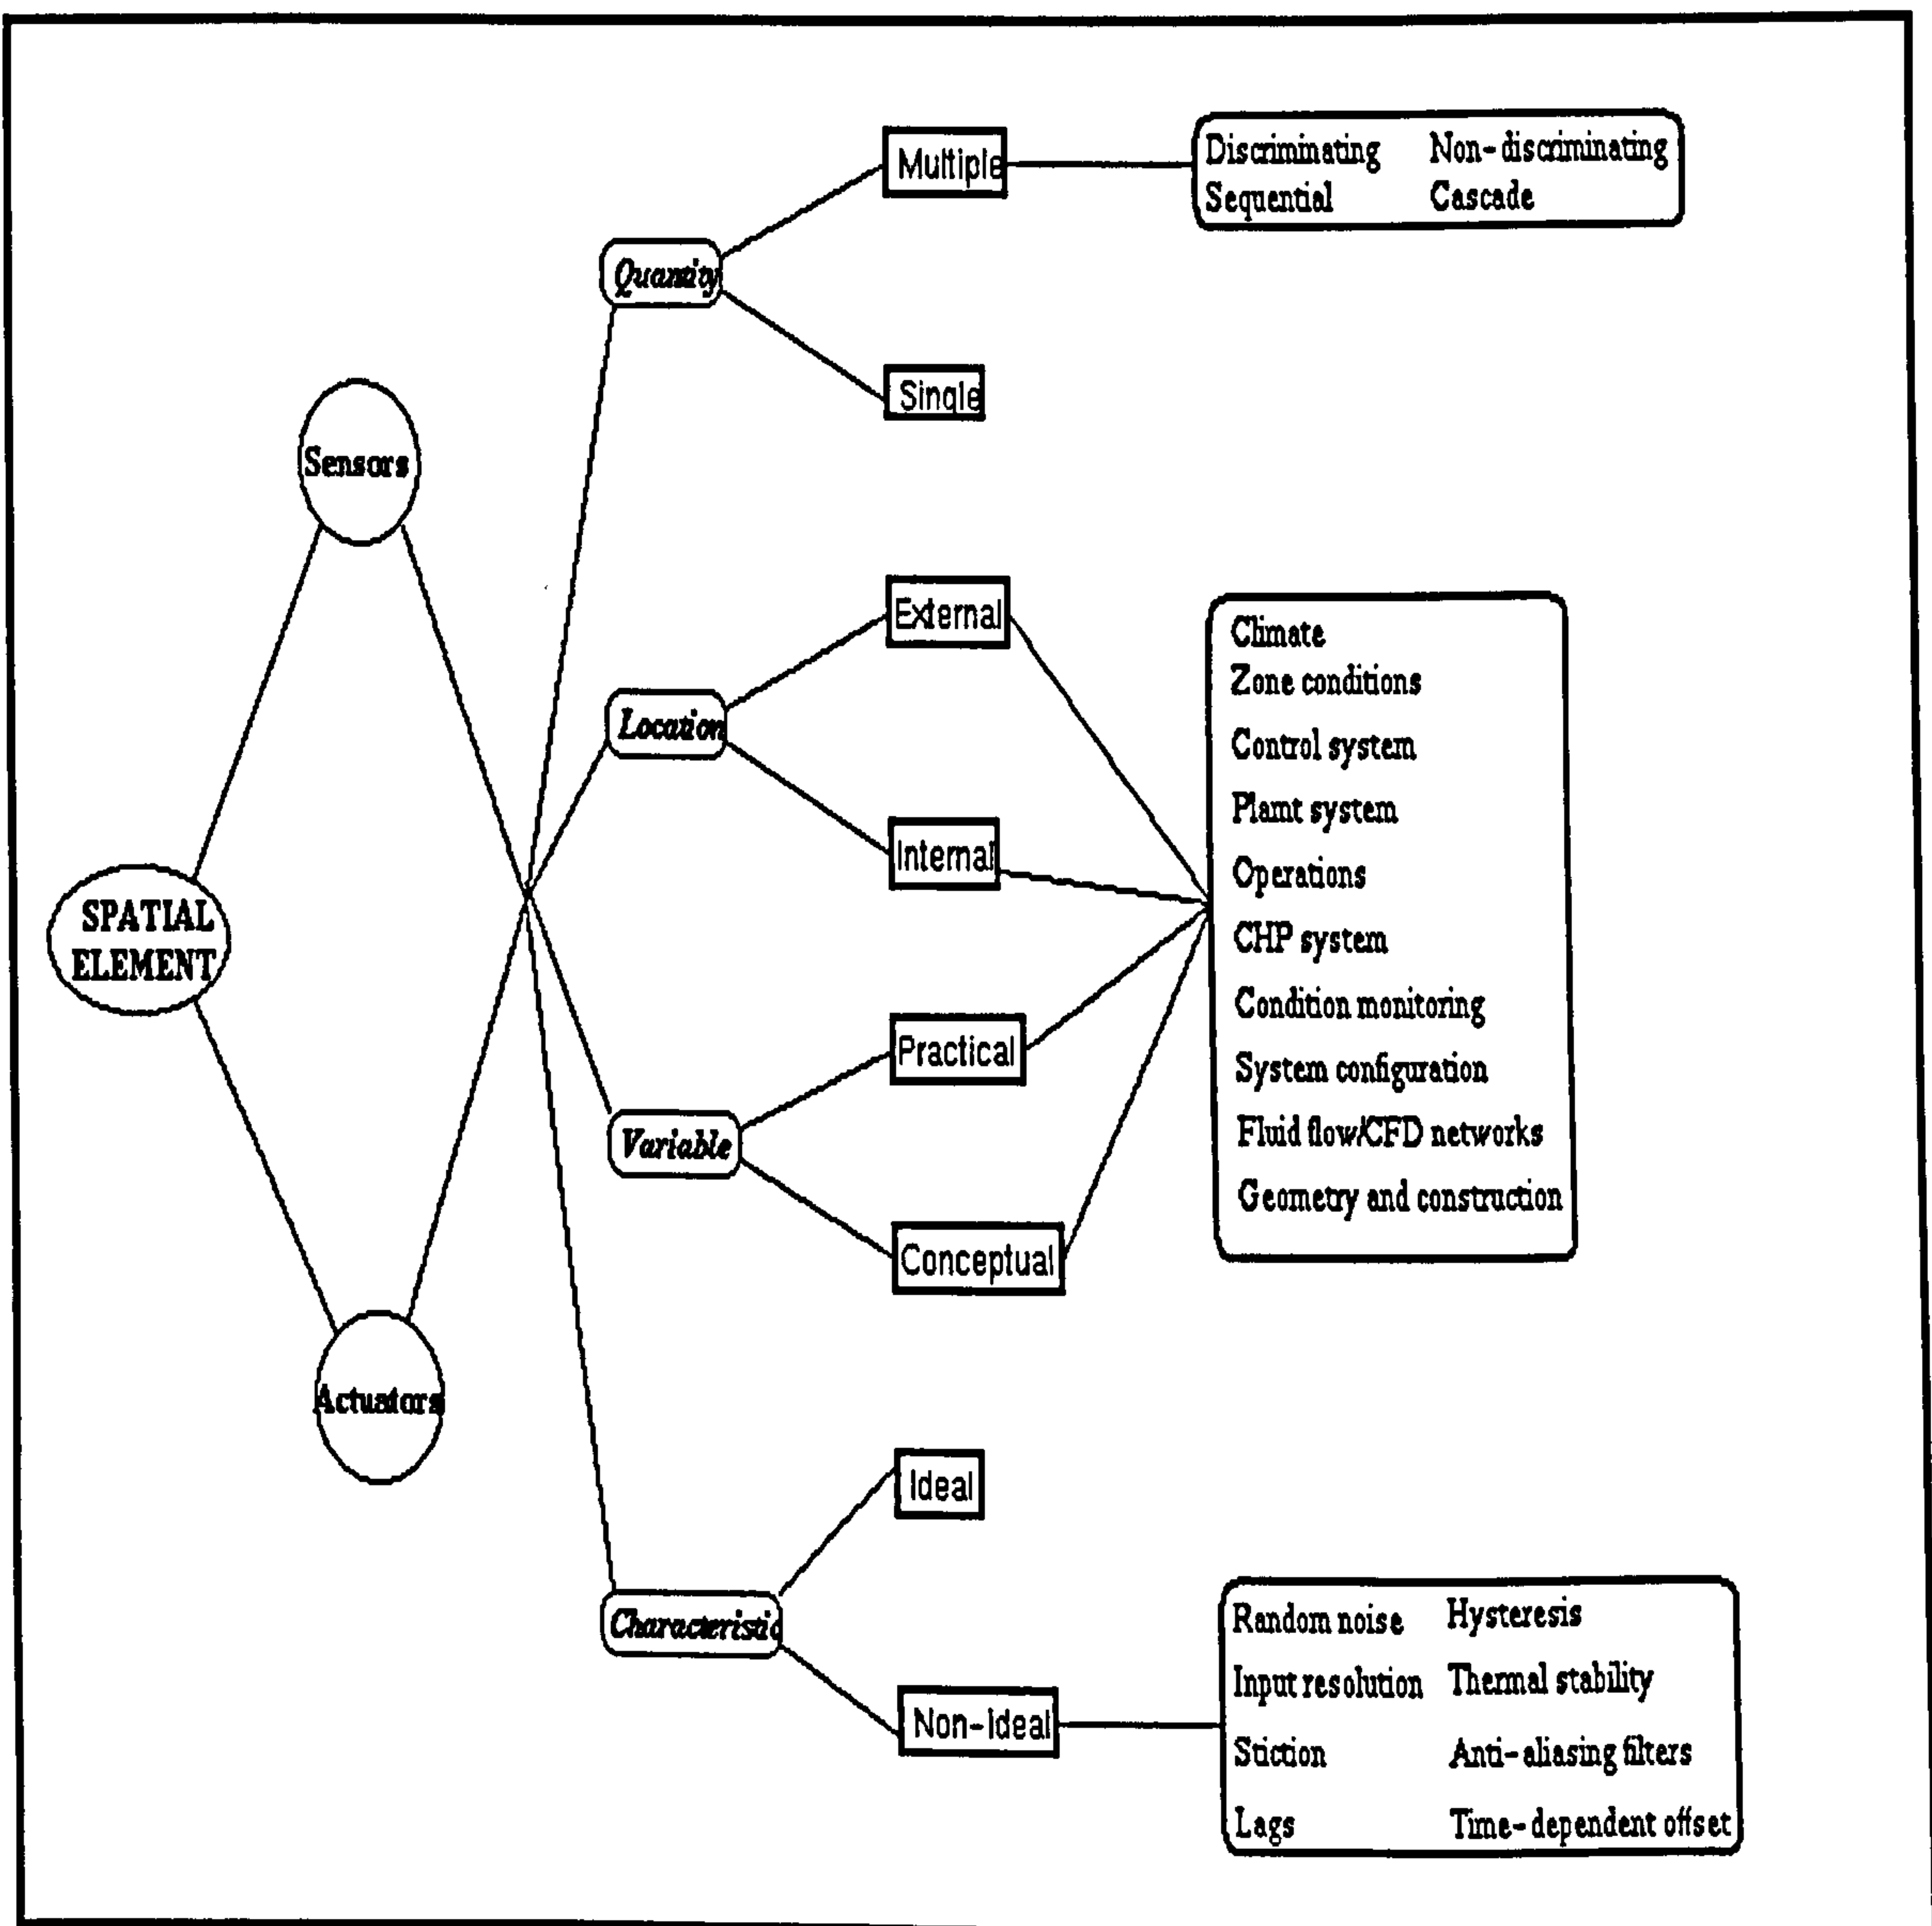 SPATIAL
ELEMENT
Sensors
Actuators
Quantity
Multiple
Single
Discriminating Non-discriminating
Sequential Cascade
Location
External
Internal
Variable
Practical
Conceptual
Climate
Zone conditions
Control system
Plamt system
Operations
CHP system
Condition monitoring
System configuration
Fluid flow/CFD networks
Geometry and construction
Characteristic
Ideal
Non-Ideal
Random noise Hysteresis
Input resolution Thermal stability
Stiction Anti-aliasing filters
Lags Time-dependent offset